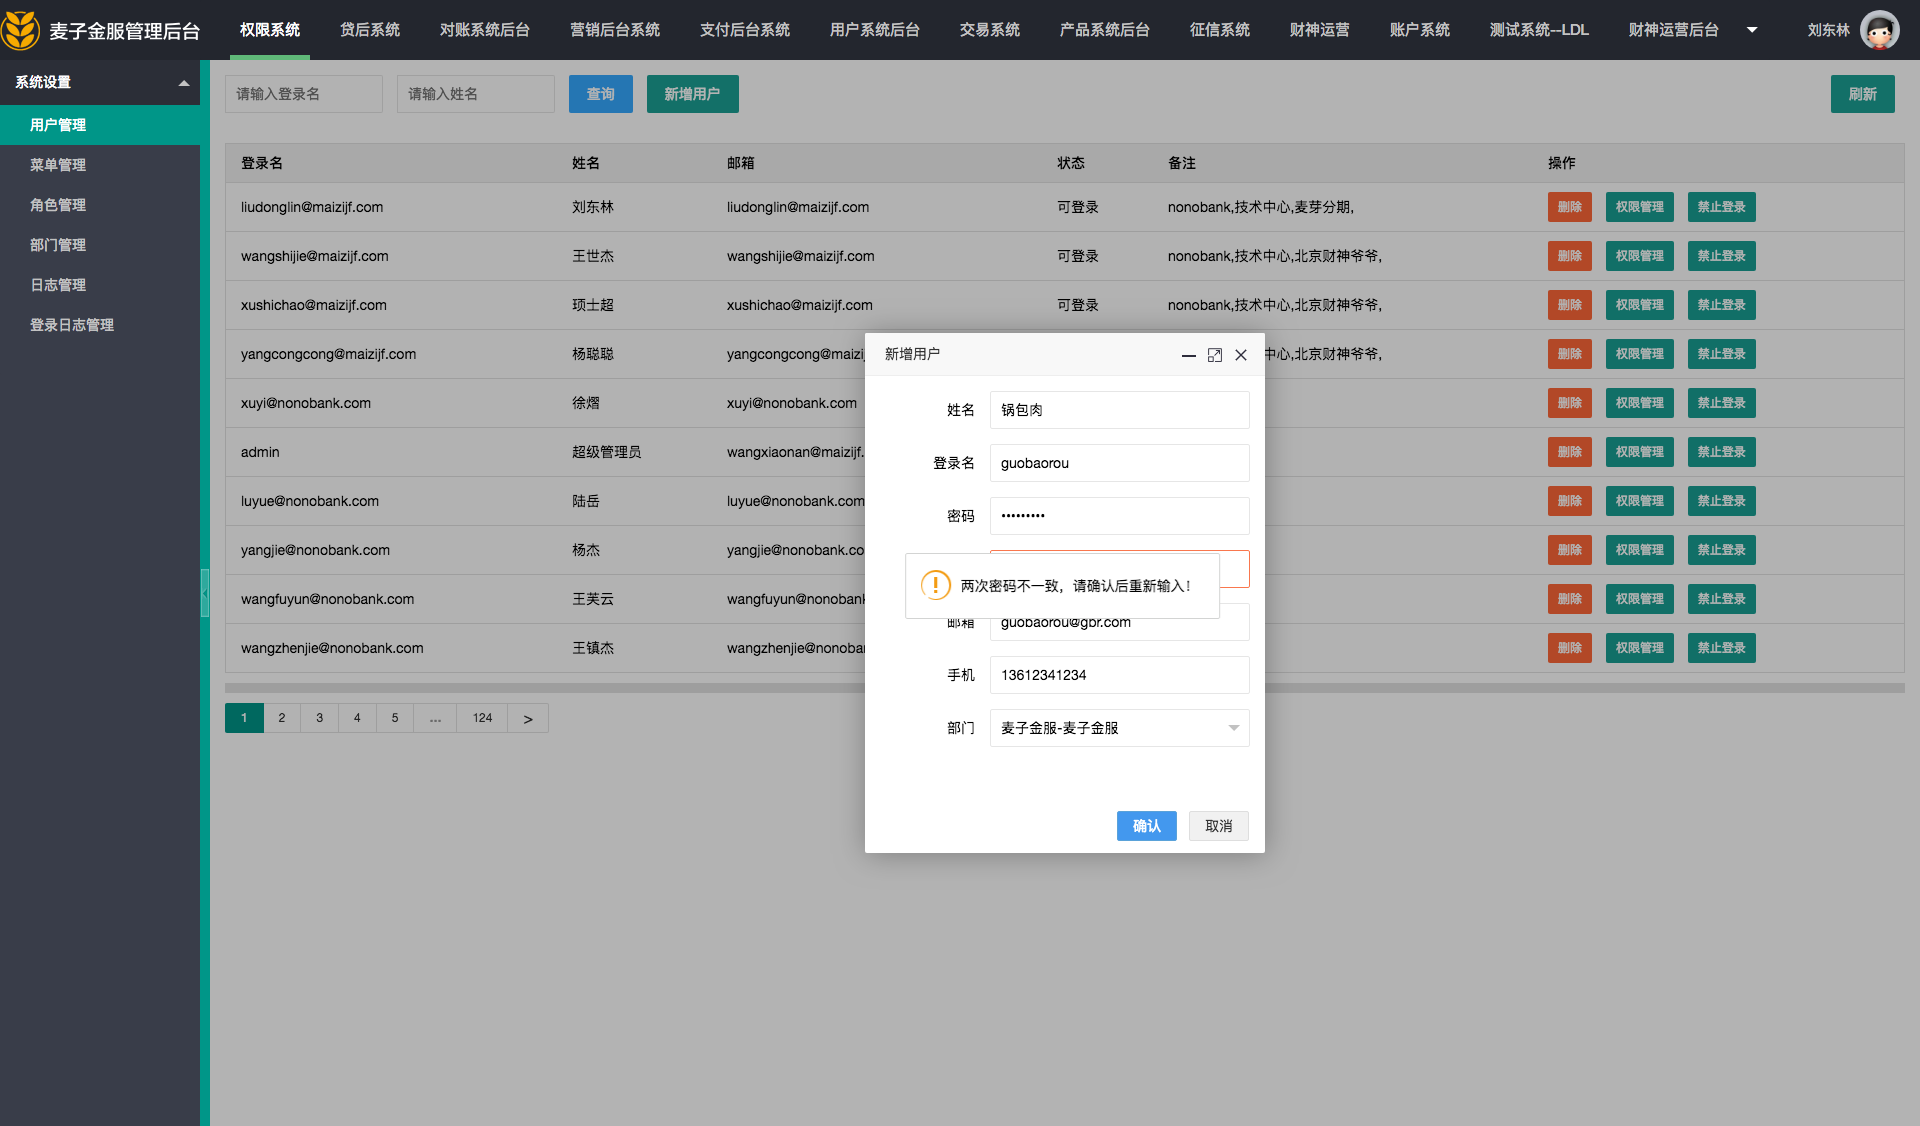 麦子金服管理后台
权限系统 贷后系统 对账系统后台 营销后台系统 支付后台系统 用户系统后台 交易系统 产品系统后台 征信系统 财神运营 账户系统 测试系统--LDL 财神运营后台 刘东林
系统设置
用户管理
菜单管理
角色管理
部门管理
日志管理
登录日志管理
请输入登录名 请输入姓名 查询 新增用户 刷新
登录名 姓名 邮箱 状态 备注 操作
liudonglin@maizijf.com 刘东林 liudonglin@maizijf.com 可登录 nonobank,技术中心,麦芽分期, 删除 权限管理 禁止登录
wangshijie@maizijf.com 王世杰 wangshijie@maizijf.com 可登录 nonobank,技术中心,北京财神爷爷, 删除 权限管理 禁止登录
xushichao@maizijf.com 顼士超 xushichao@maizijf.com 可登录 nonobank,技术中心,北京财神爷爷, 删除 权限管理 禁止登录
yangcongcong@maizijf.com 杨聪聪 yangcongcong@maizij 中心,北京财神爷爷, 删除 权限管理 禁止登录
xuyi@nonobank.com 徐熠 xuyi@nonobank.com 删除 权限管理 禁止登录
admin 超级管理员 wangxiaonan@maizijf. 删除 权限管理 禁止登录
luyue@nonobank.com 陆岳 luyue@nonobank.com 删除 权限管理 禁止登录
yangjie@nonobank.com 杨杰 yangjie@nonobank.co 删除 权限管理 禁止登录
wangfuyun@nonobank.com 王芙云 wangfuyun@nonobank 删除 权限管理 禁止登录
wangzhenjie@nonobank.com 王镇杰 wangzhenjie@nonoba 删除 权限管理 禁止登录
1 2 3 4 5 ... 124 >
新增用户
姓名 锅包肉
登录名 guobaorou
密码 •••••••••
两次密码不一致，请确认后重新输入！
邮箱 guobaorou@gbr.com
手机 13612341234
部门 麦子金服-麦子金服
确认 取消